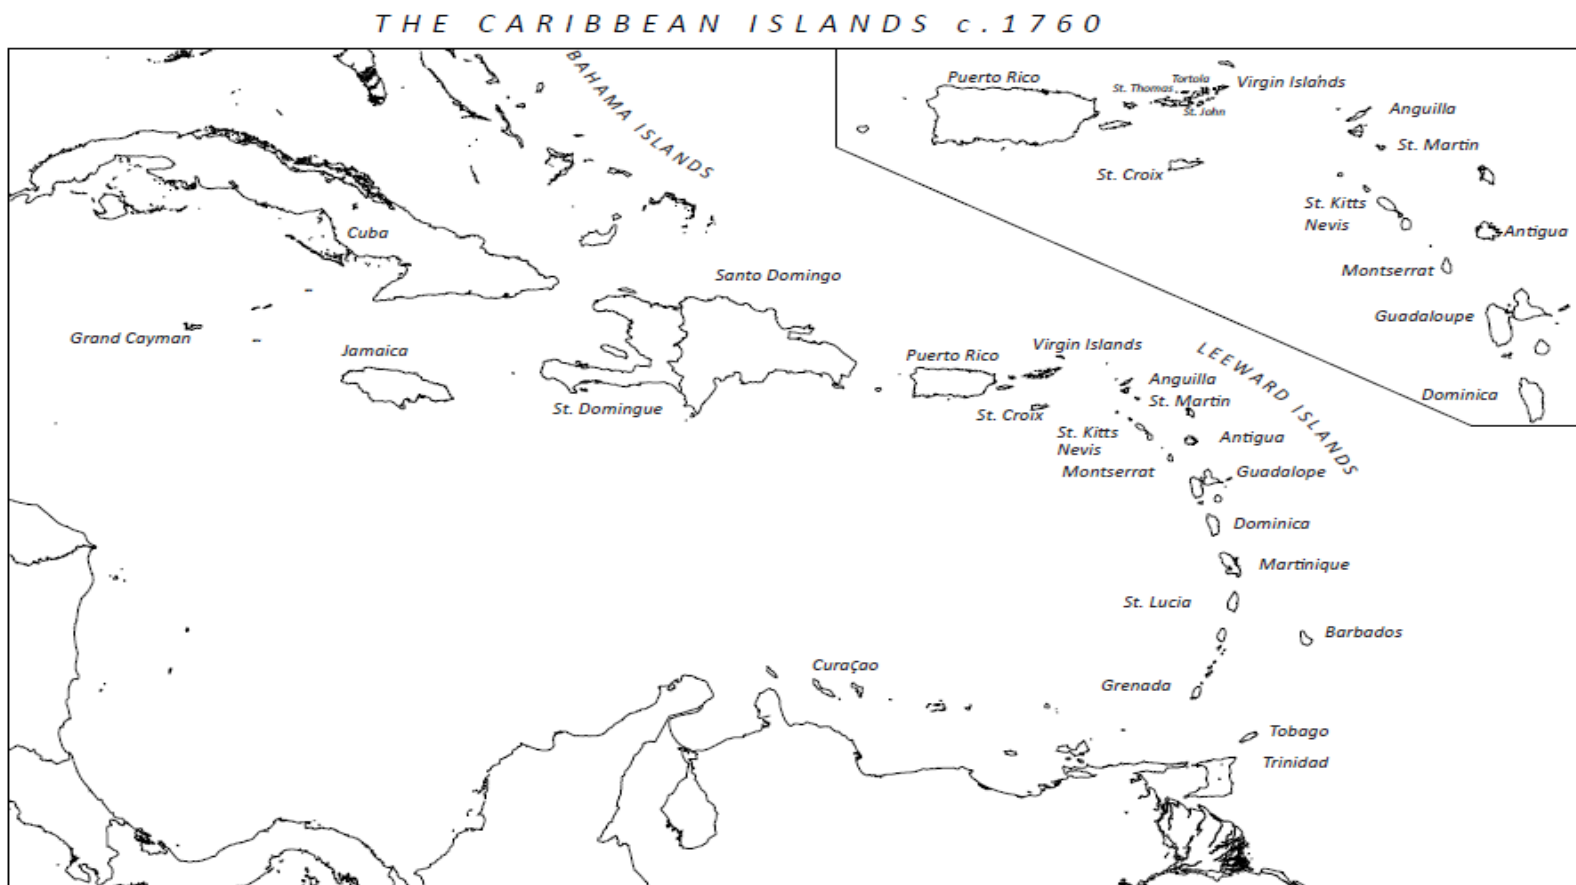 THE CARIBBEAN ISLANDS c.1760
BAHAMA ISLANDS
Puerto Rico
St. Thomas
Tortola
St. John
Virgin Islands
Anguilla
St. Martin
St. Croix
St. Kitts
Nevis
Antigua
Montserrat
Guadaloupe
Dominica
Cuba
Santo Domingo
Grand Cayman
Jamaica
St. Domingue
Puerto Rico
Virgin Islands
LEEWARD ISLANDS
Anguilla
St. Martin
St. Croix
St. Kitts
Nevis
Antigua
Montserrat
Guadalope
Dominica
Martinique
St. Lucia
Barbados
Curaçao
Grenada
Tobago
Trinidad